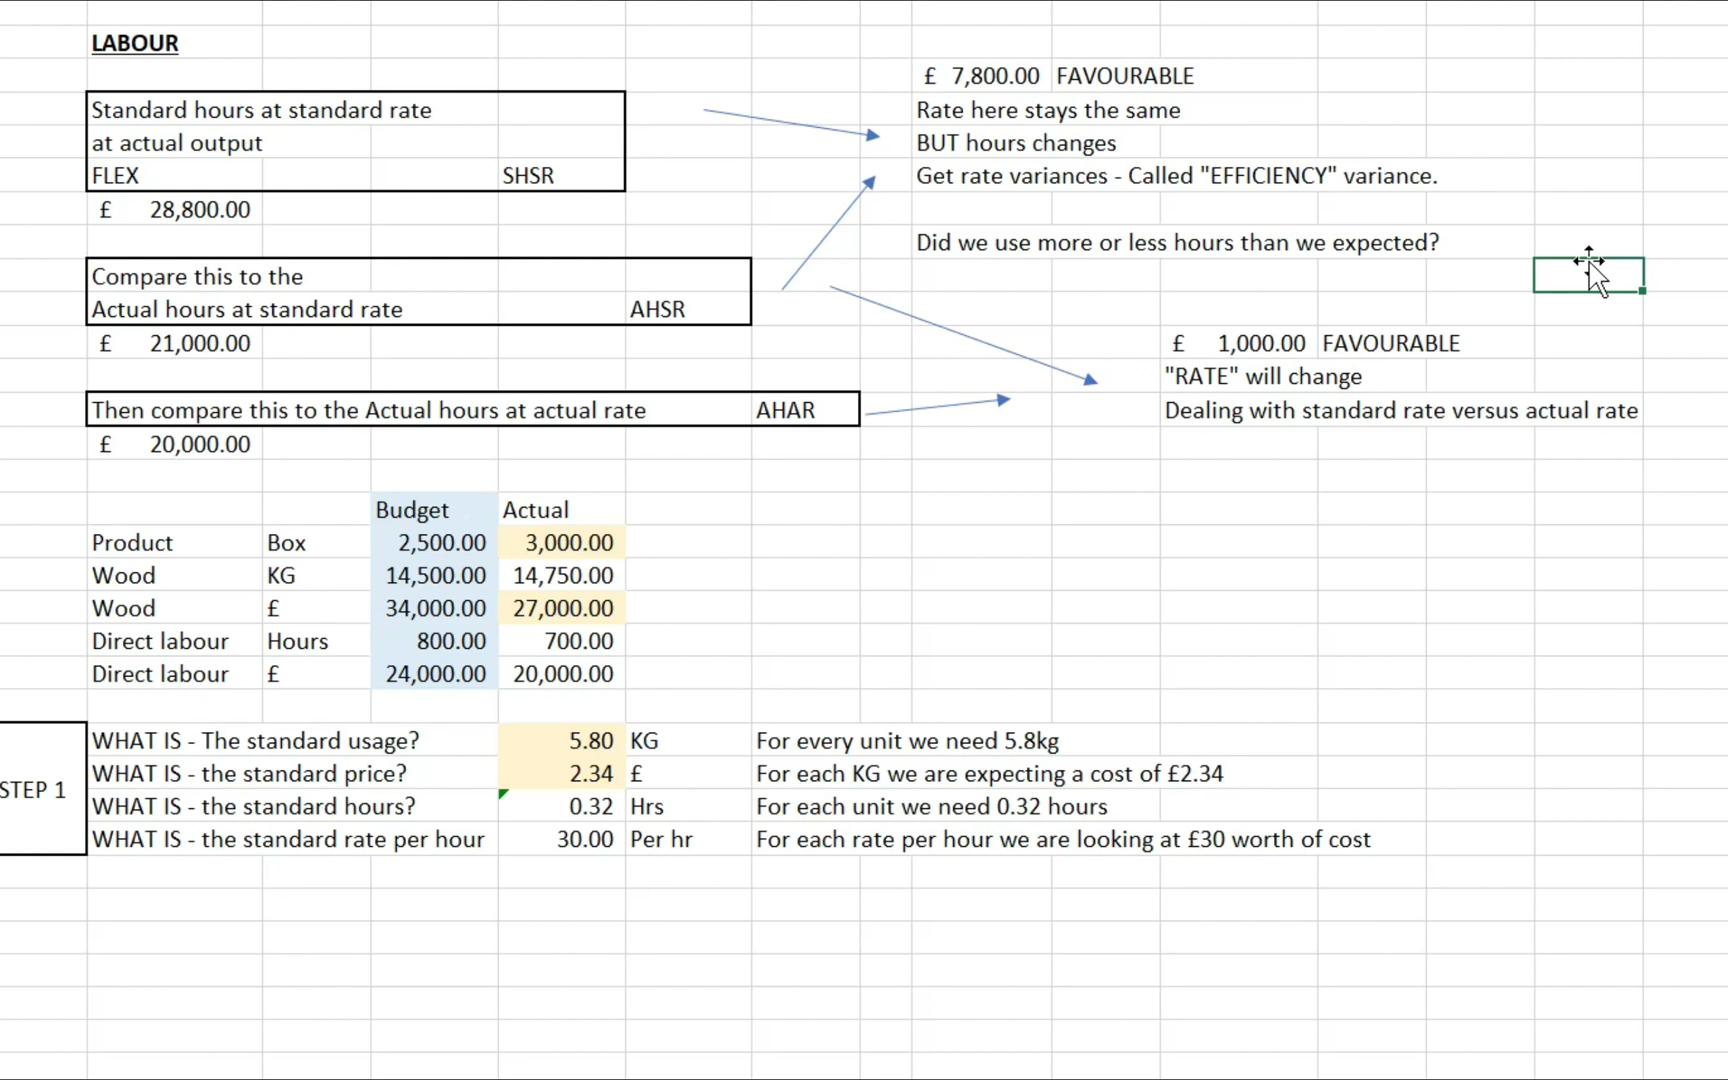 LABOUR
£ 7,800.00 FAVOURABLE
Standard hours at standard rate
Rate here stays the same
at actual output
BUT hours changes
FLEX SHSR
Get rate variances - Called "EFFICIENCY" variance.
£ 28,800.00
Did we use more or less hours than we expected?
Compare this to the
Actual hours at standard rate AHSR
£ 21,000.00
£ 1,000.00 FAVOURABLE
"RATE" will change
Then compare this to the Actual hours at actual rate AHAR
Dealing with standard rate versus actual rate
£ 20,000.00
Budget Actual
Product Box 2,500.00 3,000.00
Wood KG 14,500.00 14,750.00
Wood £ 34,000.00 27,000.00
Direct labour Hours 800.00 700.00
Direct labour £ 24,000.00 20,000.00
STEP 1
WHAT IS - The standard usage? 5.80 KG For every unit we need 5.8kg
WHAT IS - the standard price? 2.34 £ For each KG we are expecting a cost of £2.34
WHAT IS - the standard hours? 0.32 Hrs For each unit we need 0.32 hours
WHAT IS - the standard rate per hour 30.00 Per hr For each rate per hour we are looking at £30 worth of cost